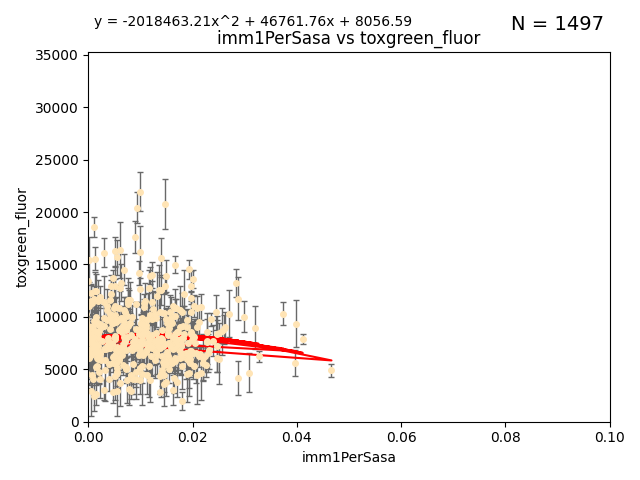 y = -2018463.21x^2 + 46761.76x + 8056.59
N = 1497
imm1PerSasa vs toxgreen_fluor
35000
30000
25000
20000
15000
10000
5000
0
toxgreen_fluor
0.00
0.02
0.04
0.06
0.08
0.10
imm1PerSasa